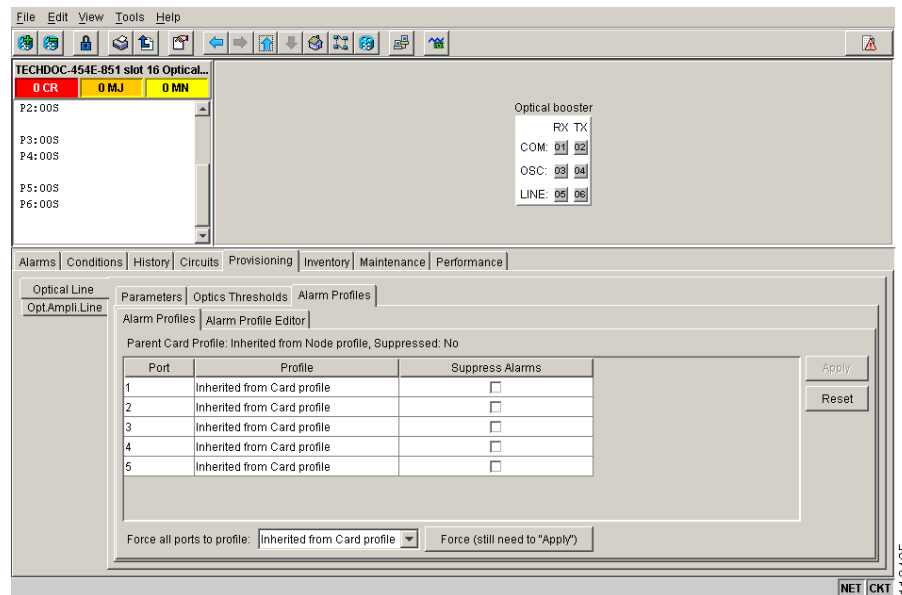 File Edit View Tools Help
TECHDOC-454E-851 slot 16 Optical...
0 CR 0 MJ 0 MN
P2:OOS
P3:OOS
P4:OOS
P5:OOS
P6:OOS
Optical booster
RX TX
COM: 01 02
OSC: 03 04
LINE: 05 06
Alarms Conditions History Circuits Provisioning Inventory Maintenance Performance
Optical Line
Opt.Ampli.Line
Parameters Optics Thresholds Alarm Profiles
Alarm Profiles Alarm Profile Editor
Parent Card Profile: Inherited from Node profile, Suppressed: No
Port Profile Suppress Alarms
1 Inherited from Card profile
2 Inherited from Card profile
3 Inherited from Card profile
4 Inherited from Card profile
5 Inherited from Card profile
Apply
Reset
Force all ports to profile: Inherited from Card profile Force (still need to "Apply")
NET CKT